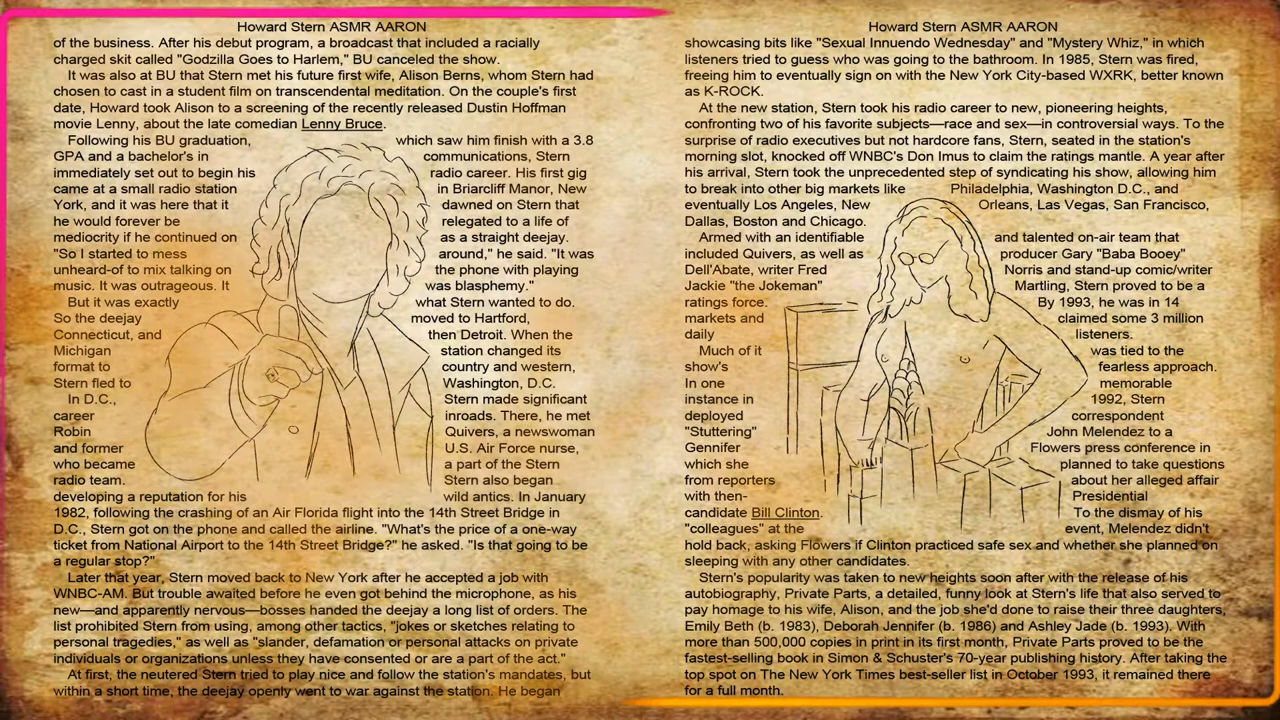 Howard Stern ASMR AARON
of the business. After his debut program, a broadcast that included a racially
charged skit called "Godzilla Goes to Harlem," BU canceled the show.
It was also at BU that Stern met his future first wife, Alison Berns, whom Stern had
chosen to cast in a student film on transcendental meditation. On the couple's first
date, Howard took Alison to a screening of the recently released Dustin Hoffman
movie Lenny, about the late comedian Lenny Bruce.
Following his BU graduation, which saw him finish with a 3.8
GPA and a bachelor's in communications, Stern
immediately set out to begin his radio career. His first gig
came at a small radio station in Briarcliff Manor, New
York, and it was here that it dawned on Stern that
he would forever be relegated to a life of
mediocrity if he continued on as a straight deejay.
"So I started to mess around," he said. "It was
unheard-of to mix talking on the phone with playing
music. It was outrageous. It was blasphemy."
But it was exactly what Stern wanted to do.
So the deejay moved to Hartford,
Connecticut, and then Detroit. When the
Michigan station changed its
format to country and western,
Stern fled to Washington, D.C.
In D.C., Stern made significant
career inroads. There, he met
Robin Quivers, a newswoman
and former U.S. Air Force nurse,
who became a part of the Stern
radio team. Stern also began
developing a reputation for his wild antics. In January
1982, following the crashing of an Air Florida flight into the 14th Street Bridge in
D.C., Stern got on the phone and called the airline. "What's the price of a one-way
ticket from National Airport to the 14th Street Bridge?" he asked. "Is that going to be
a regular stop?"
Later that year, Stern moved back to New York after he accepted a job with
WNBC-AM. But trouble awaited before he even got behind the microphone, as his
new—and apparently nervous—bosses handed the deejay a long list of orders. The
list prohibited Stern from using, among other tactics, "jokes or sketches relating to
personal tragedies," as well as "slander, defamation or personal attacks on private
individuals or organizations unless they have consented or are a part of the act."
At first, the neutered Stern tried to play nice and follow the station's mandates, but
within a short time, the deejay openly went to war against the station. He began
Howard Stern ASMR AARON
showcasing bits like "Sexual Innuendo Wednesday" and "Mystery Whiz," in which
listeners tried to guess who was going to the bathroom. In 1985, Stern was fired,
freeing him to eventually sign on with the New York City-based WXRK, better known
as K-ROCK.
At the new station, Stern took his radio career to new, pioneering heights,
confronting two of his favorite subjects—race and sex—in controversial ways. To the
surprise of radio executives but not hardcore fans, Stern, seated in the station's
morning slot, knocked off WNBC's Don Imus to claim the ratings mantle. A year after
his arrival, Stern took the unprecedented step of syndicating his show, allowing him
to break into other big markets like Philadelphia, Washington D.C., and
eventually Los Angeles, New Orleans, Las Vegas, San Francisco,
Dallas, Boston and Chicago.
Armed with an identifiable and talented on-air team that
included Quivers, as well as producer Gary "Baba Booey"
Dell'Abate, writer Fred Norris and stand-up comic/writer
Jackie "the Jokeman" Martling, Stern proved to be a
ratings force. By 1993, he was in 14
markets and claimed some 3 million
daily listeners.
Much of it was tied to the
show's fearless approach.
In one memorable
instance in 1992, Stern
deployed correspondent
"Stuttering" John Melendez to a
Gennifer Flowers press conference in
which she planned to take questions
from reporters about her alleged affair
with then- Presidential
candidate Bill Clinton. To the dismay of his
"colleagues" at the event, Melendez didn't
hold back, asking Flowers if Clinton practiced safe sex and whether she planned on
sleeping with any other candidates.
Stern's popularity was taken to new heights soon after with the release of his
autobiography, Private Parts, a detailed, funny look at Stern's life that also served to
pay homage to his wife, Alison, and the job she'd done to raise their three daughters,
Emily Beth (b. 1983), Deborah Jennifer (b. 1986) and Ashley Jade (b. 1993). With
more than 500,000 copies in print in its first month, Private Parts proved to be the
fastest-selling book in Simon & Schuster's 70-year publishing history. After taking the
top spot on The New York Times best-seller list in October 1993, it remained there
for a full month.